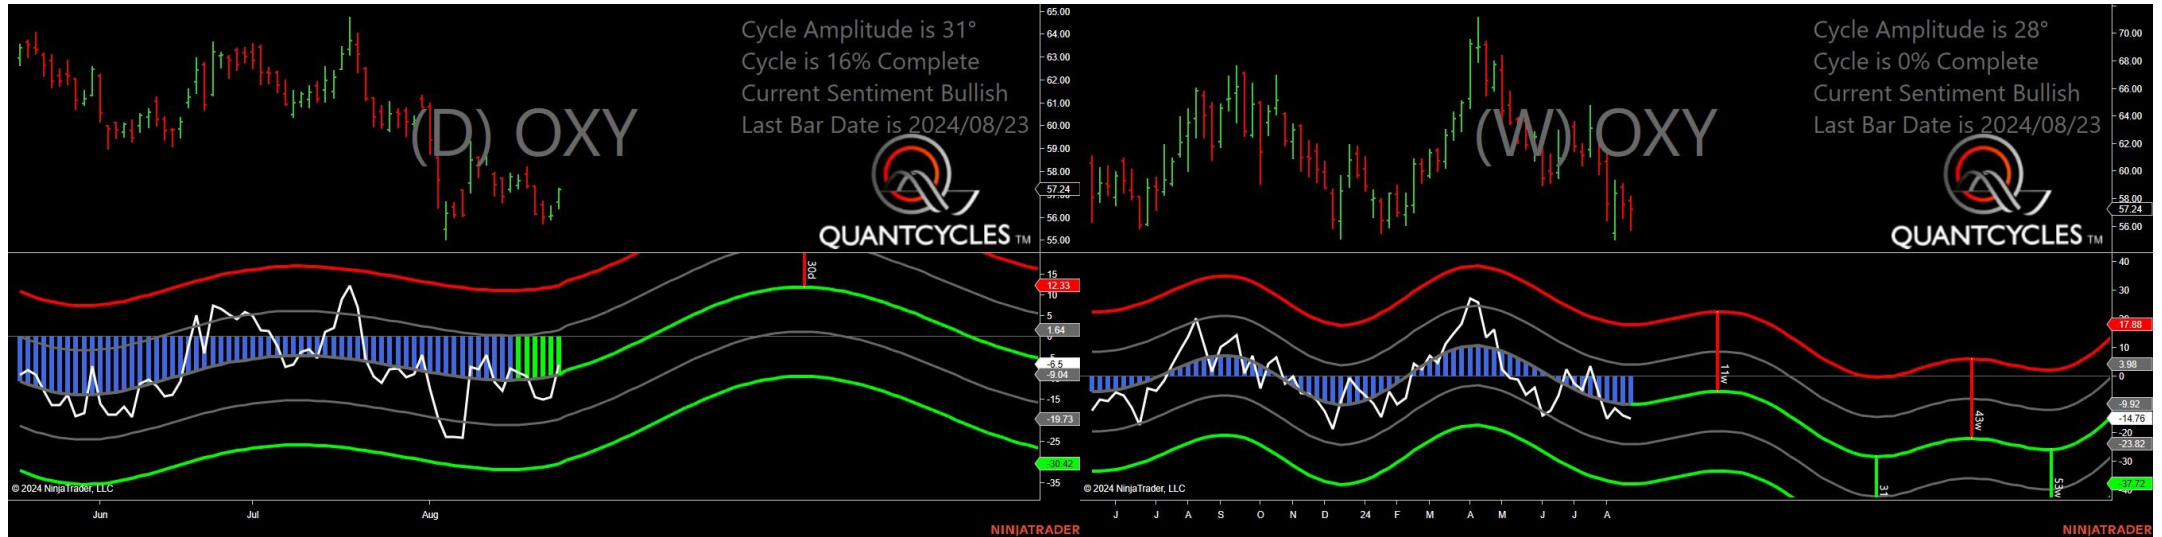 Cycle Amplitude is 31°
Cycle is 16% Complete
Current Sentiment Bullish
Last Bar Date is 2024/08/23
(D) OXY
QUANTCYCLES TM
65.00
64.00
63.00
62.00
61.00
60.00
59.00
58.00
57.24
56.00
55.00
30d
15
12.33
10
5
1.64
0
-6.5
-9.04
-15
-19.73
-25
-30.42
-35
© 2024 NinjaTrader, LLC
Jun Jul Aug
NINJATRADER
Cycle Amplitude is 28°
Cycle is 0% Complete
Current Sentiment Bullish
Last Bar Date is 2024/08/23
(W) OXY
QUANTCYCLES TM
70.00
68.00
66.00
64.00
62.00
60.00
58.00
57.24
56.00
11w
43w
31
53w
40
30
17.88
10
3.98
0
-9.92
-14.76
-20
-23.82
-30
-37.72
© 2024 NinjaTrader, LLC
J J A S O N D 24 F M A M J J A
NINJATRADER